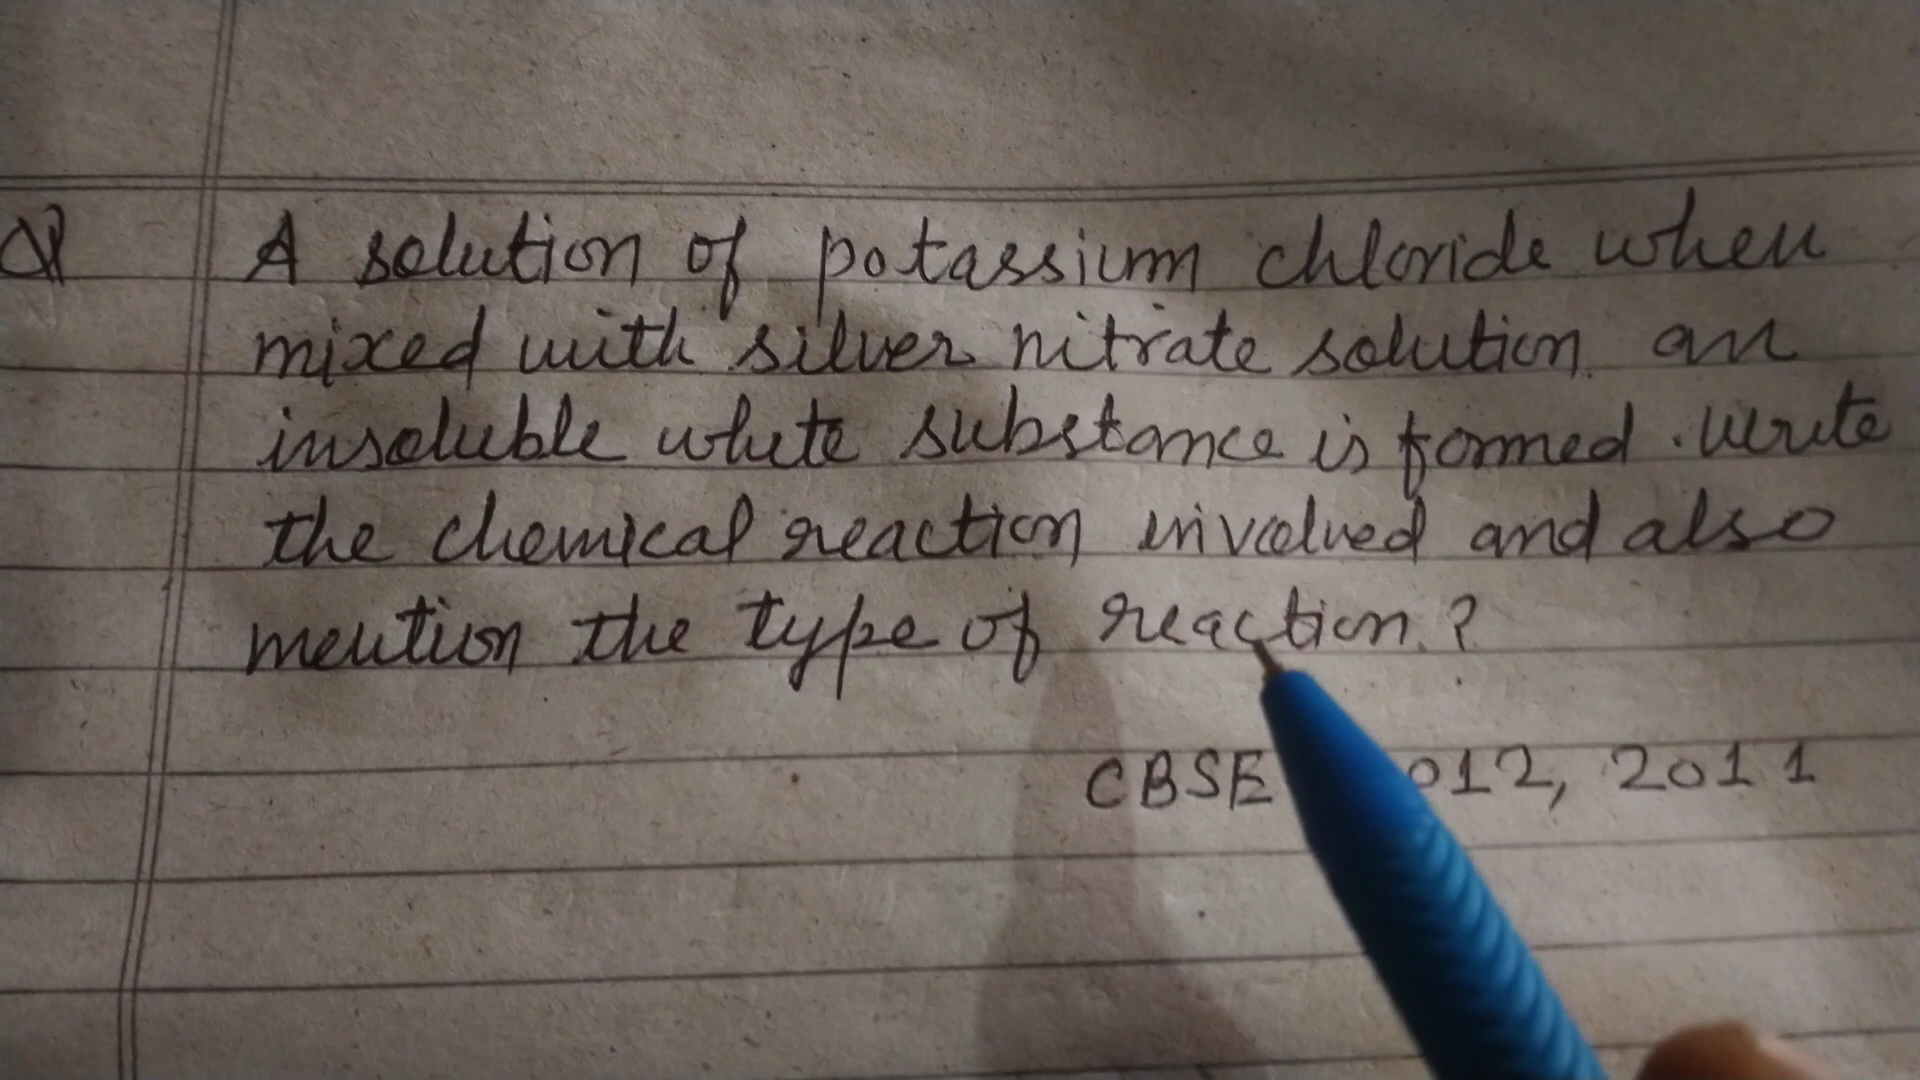 Q A solution of potassium chloride when
mixed with silver nitrate solution an
insoluble white substance is formed. Write
the chemical reaction involved and also
mention the type of reaction?
CBSE 012, 2011